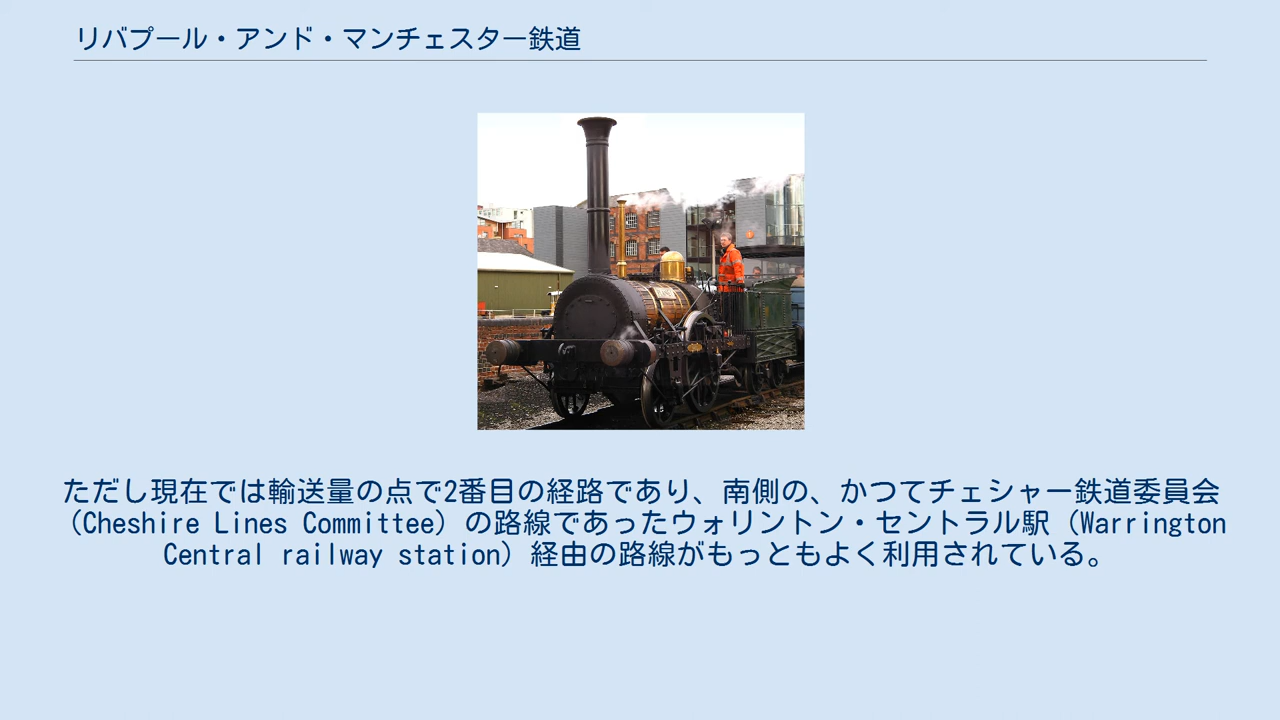 リバプール・アンド・マンチェスター鉄道
ただし現在では輸送量の点で2番目の経路であり、南側の、かつてチェシャー鉄道委員会
（Cheshire Lines Committee）の路線であったウォリントン・セントラル駅（Warrington
Central railway station）経由の路線がもっともよく利用されている。